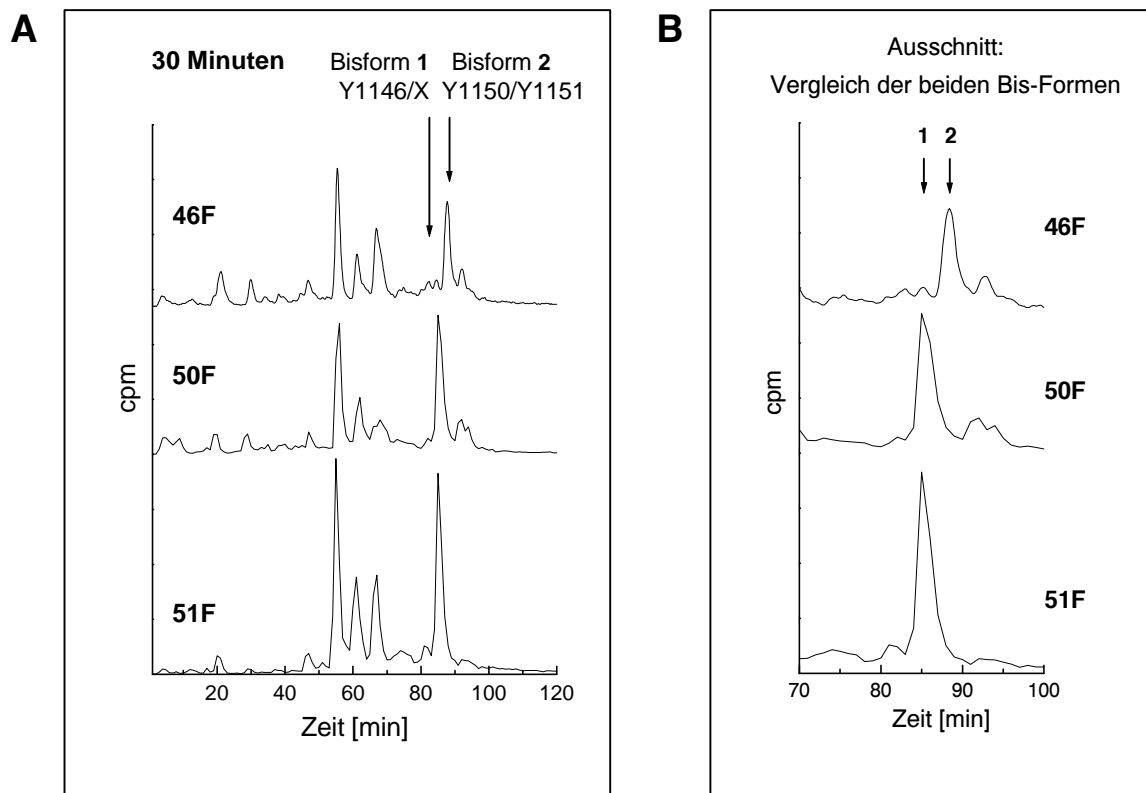 A
30 Minuten
Bisform 1
Y1146/X
Bisform 2
Y1150/Y1151
46F
50F
51F
cpm
20 40 60 80 100 120
Zeit [min]
B
Ausschnitt:
Vergleich der beiden Bis-Formen
1 2
46F
50F
51F
cpm
70 80 90 100
Zeit [min]